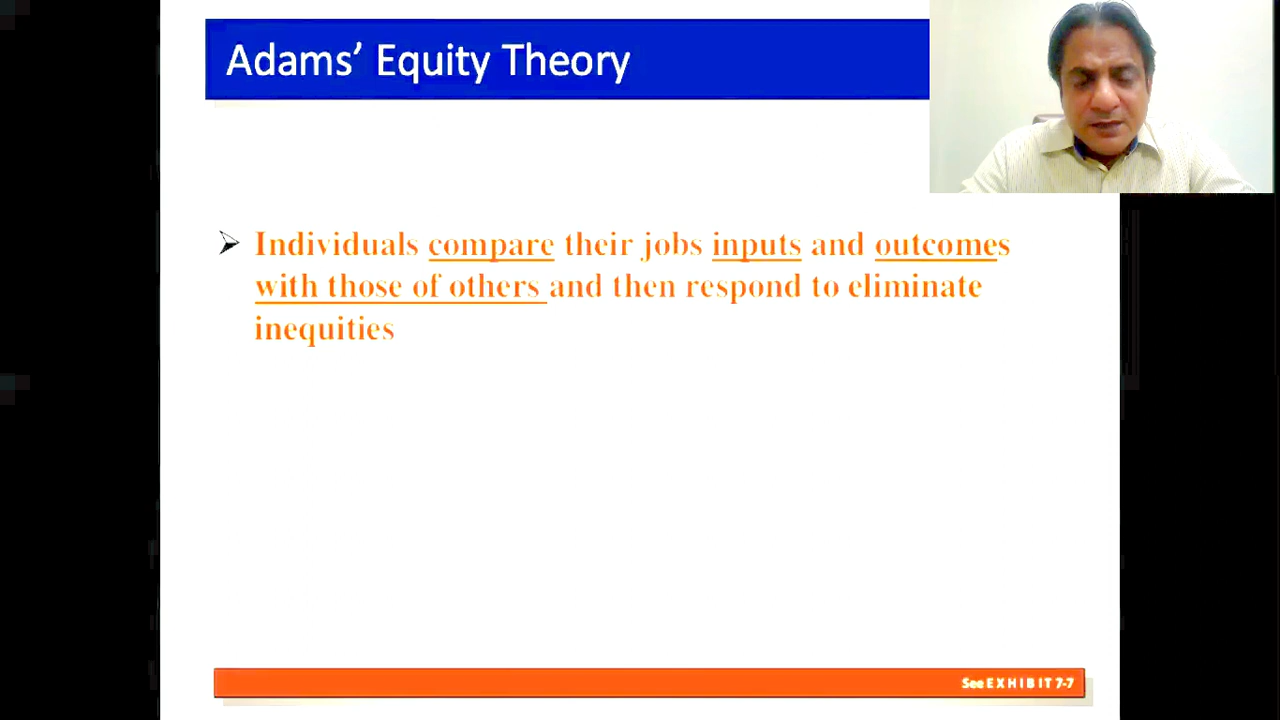 Adams’ Equity Theory
Individuals compare their jobs inputs and outcomes
with those of others and then respond to eliminate
inequities
See EXHIBIT 7-7